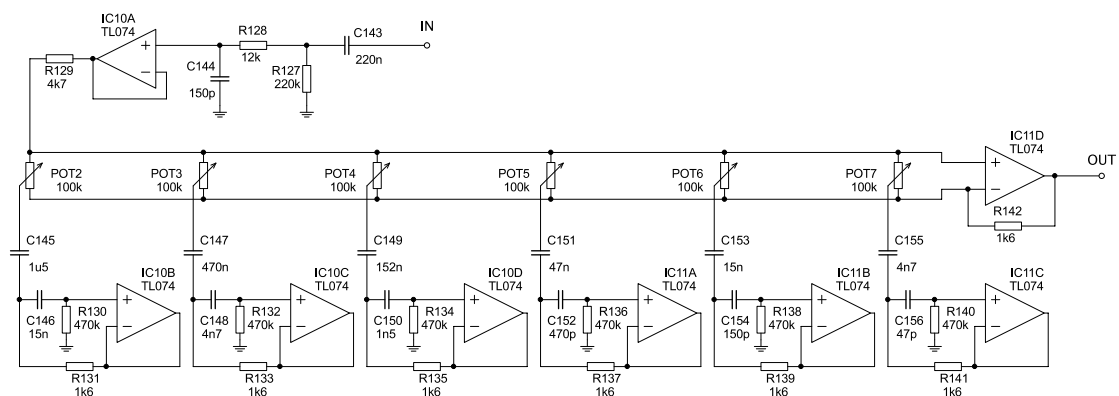 IC10A
TL074
R128
12k
C143
220n
IN
R129
4k7
C144
150p
R127
220k
+
−
IC11D
TL074
OUT
+
−
R142
1k6
POT2
100k
POT3
100k
POT4
100k
POT5
100k
POT6
100k
POT7
100k
C145
1u5
C147
470n
C149
152n
C151
47n
C153
15n
C155
4n7
IC10B
TL074
IC10C
TL074
IC10D
TL074
IC11A
TL074
IC11B
TL074
IC11C
TL074
C146
15n
R130
470k
+
−
C148
4n7
R132
470k
+
−
C150
1n5
R134
470k
+
−
C152
470p
R136
470k
+
−
C154
150p
R138
470k
+
−
C156
47p
R140
470k
+
−
R131
1k6
R133
1k6
R135
1k6
R137
1k6
R139
1k6
R141
1k6